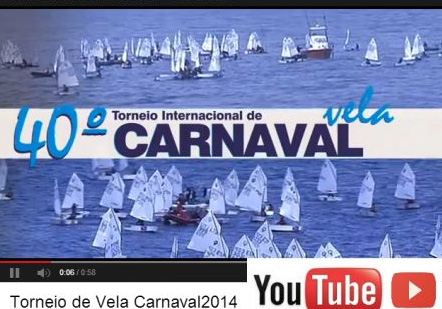 40º Torneio Internacional de
CARNAVAL vela
0:06 / 0:58
Torneio de Vela Carnaval2014
YouTube